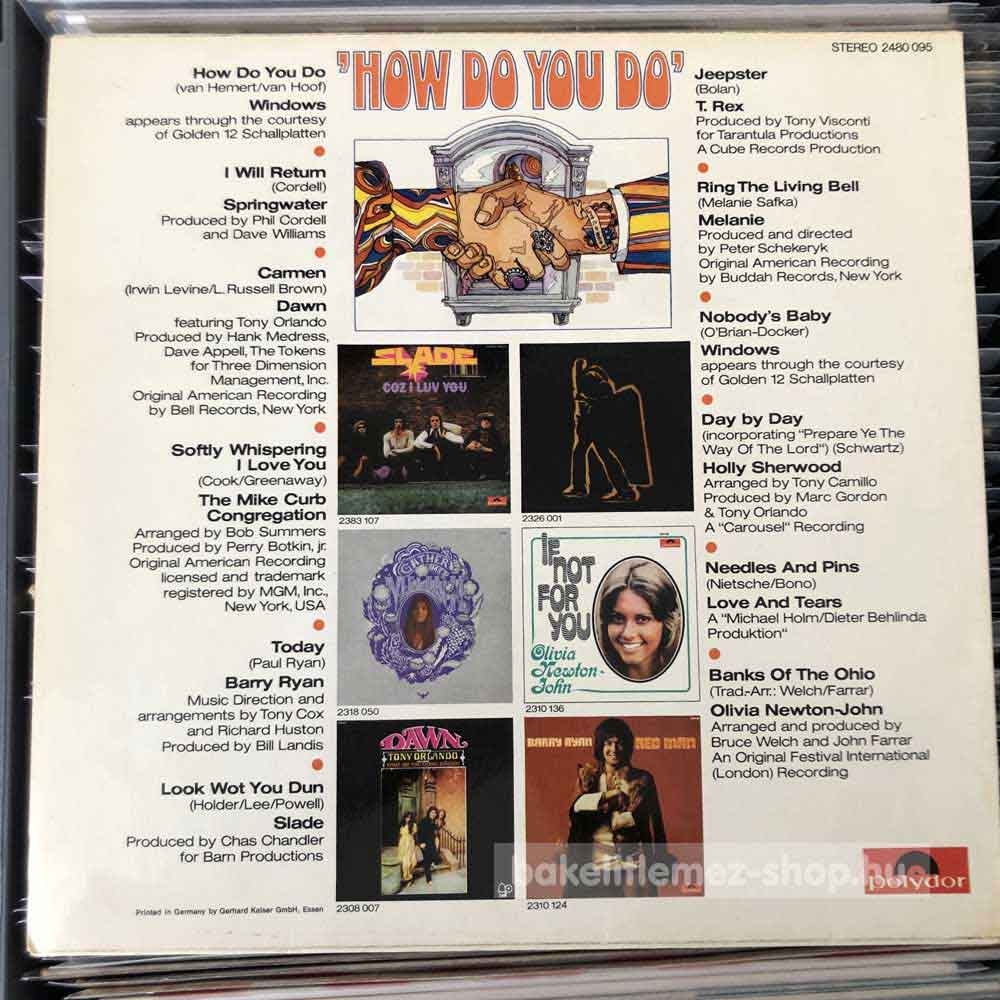 STEREO 2480 095
'HOW DO YOU DO'
How Do You Do
(van Hemert/van Hoof)
Windows
appears through the courtesy
of Golden 12 Schallplatten
I Will Return
(Cordell)
Springwater
Produced by Phil Cordell
and Dave Williams
Carmen
(Irwin Levine/L. Russell Brown)
Dawn
featuring Tony Orlando
Produced by Hank Medress,
Dave Appell, The Tokens
for Three Dimension
Management, Inc.
Original American Recording
by Bell Records, New York
Softly Whispering
I Love You
(Cook/Greenaway)
The Mike Curb
Congregation
Arranged by Bob Summers
Produced by Perry Botkin, jr.
Original American Recording
licensed and trademark
registered by MGM, Inc.,
New York, USA
Today
(Paul Ryan)
Barry Ryan
Music Direction and
arrangements by Tony Cox
and Richard Huston
Produced by Bill Landis
Look Wot You Dun
(Holder/Lee/Powell)
Slade
Produced by Chas Chandler
for Barn Productions
Printed in Germany by Gerhard Kaiser GmbH, Essen
SLADE
COZ I LUV YOU
2383 107
2326 001
GATHER ME
2318 050
IF
NOT
FOR
YOU
Olivia
Newton-
John
2310 136
DAWN
TONY ORLANDO
2308 007
BARRY RYAN RED MAN
2310 124
Jeepster
(Bolan)
T. Rex
Produced by Tony Visconti
for Tarantula Productions
A Cube Records Production
Ring The Living Bell
(Melanie Safka)
Melanie
Produced and directed
by Peter Schekeryk
Original American Recording
by Buddah Records, New York
Nobody's Baby
(O'Brian-Docker)
Windows
appears through the courtesy
of Golden 12 Schallplatten
Day by Day
(incorporating "Prepare Ye The
Way Of The Lord") (Schwartz)
Holly Sherwood
Arranged by Tony Camillo
Produced by Marc Gordon
& Tony Orlando
A "Carousel" Recording
Needles And Pins
(Nietsche/Bono)
Love And Tears
A "Michael Holm/Dieter Behlinda
Produktion"
Banks Of The Ohio
(Trad.-Arr.: Welch/Farrar)
Olivia Newton-John
Arranged and produced by
Bruce Welch and John Farrar
An Original Festival International
(London) Recording
bakelitlemez-shop.hu
polydor